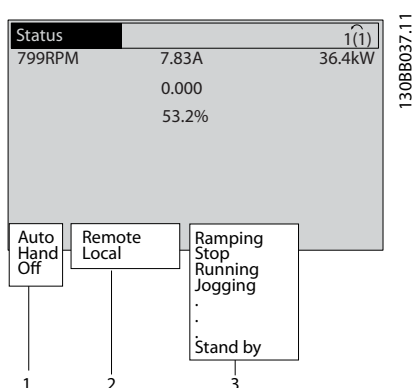 Status 1(1)
799RPM 7.83A 36.4kW
0.000
53.2%
130BB037.11
Auto
Hand
Off
Remote
Local
Ramping
Stop
Running
Jogging
.
.
.
Stand by
1 2 3